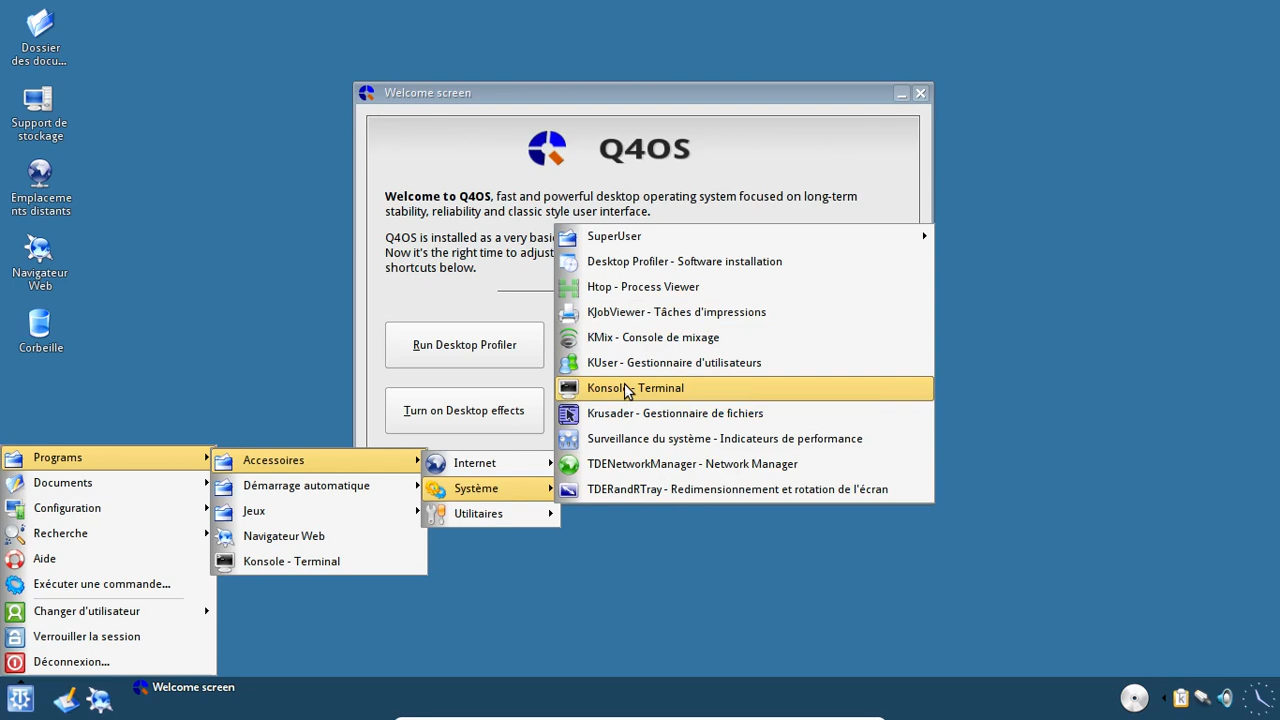 Dossier
des docu...
Support de
stockage
Emplaceme
nts distants
Navigateur
Web
Corbeille
Welcome screen
Q4OS
Welcome to Q4OS, fast and powerful desktop operating system focused on long-term
stability, reliability and classic style user interface.
Q4OS is installed as a very basi
Now it's the right time to adjust
shortcuts below.
Run Desktop Profiler
Turn on Desktop effects
SuperUser
Desktop Profiler - Software installation
Htop - Process Viewer
KJobViewer - Tâches d'impressions
KMix - Console de mixage
KUser - Gestionnaire d'utilisateurs
Konsole - Terminal
Krusader - Gestionnaire de fichiers
Surveillance du système - Indicateurs de performance
TDENetworkManager - Network Manager
TDERandRTray - Redimensionnement et rotation de l'écran
Internet
Système
Utilitaires
Accessoires
Démarrage automatique
Jeux
Navigateur Web
Konsole - Terminal
Programs
Documents
Configuration
Recherche
Aide
Exécuter une commande...
Changer d'utilisateur
Verrouiller la session
Déconnexion...
Welcome screen